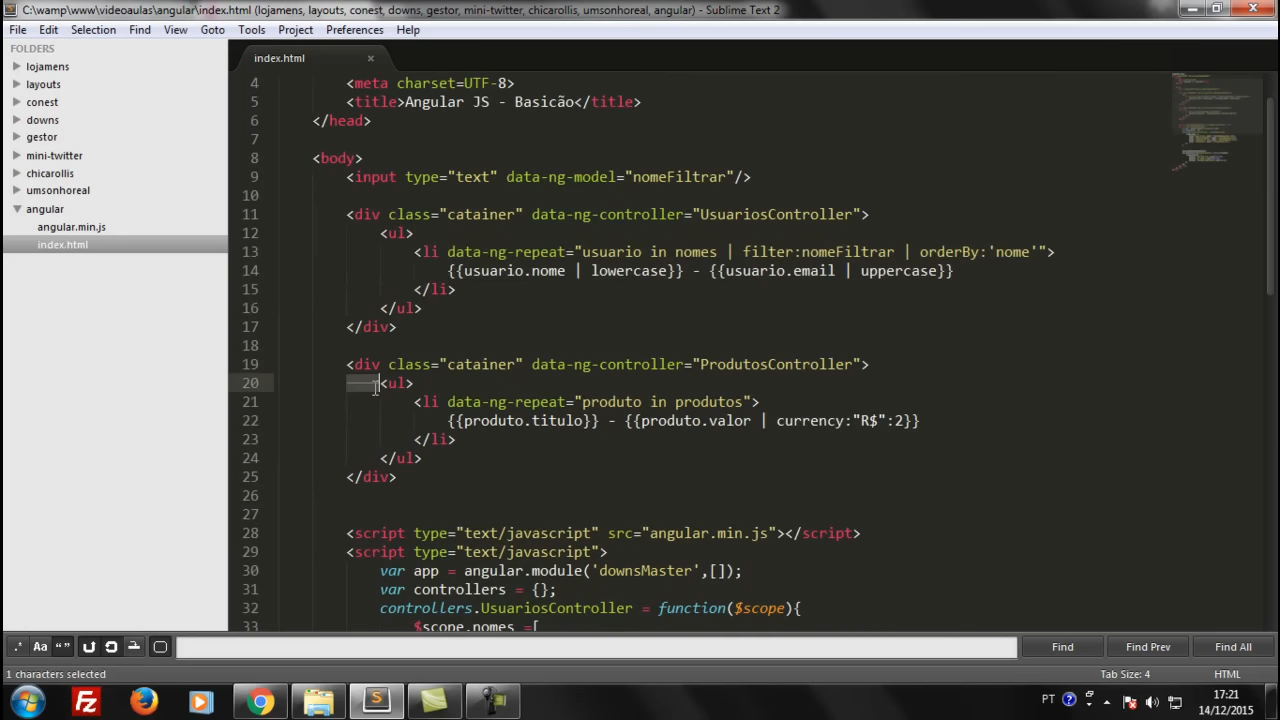 C:\wamp\www\videoaulas\angular\index.html (lojamens, layouts, conest, downs, gestor, mini-twitter, chicarollis, umsonhoreal, angular) - Sublime Text 2
File Edit Selection Find View Goto Tools Project Preferences Help
FOLDERS
lojamens
layouts
conest
downs
gestor
mini-twitter
chicarollis
umsonhoreal
angular
angular.min.js
index.html
index.html
4 <meta charset=UTF-8>
5 <title>Angular JS - Basicão</title>
6 </head>
7
8 <body>
9 <input type="text" data-ng-model="nomeFiltrar"/>
10
11 <div class="catainer" data-ng-controller="UsuariosController">
12 <ul>
13 <li data-ng-repeat="usuario in nomes | filter:nomeFiltrar | orderBy:'nome'">
14 {{usuario.nome | lowercase}} - {{usuario.email | uppercase}}
15 </li>
16 </ul>
17 </div>
18
19 <div class="catainer" data-ng-controller="ProdutosController">
20 <ul>
21 <li data-ng-repeat="produto in produtos">
22 {{produto.titulo}} - {{produto.valor | currency:"R$":2}}
23 </li>
24 </ul>
25 </div>
26
27
28 <script type="text/javascript" src="angular.min.js"></script>
29 <script type="text/javascript">
30 var app = angular.module('downsMaster',[]);
31 var controllers = {};
32 controllers.UsuariosController = function($scope){
33 $scope.nomes =[
.* Aa “” Find Find Prev Find All
1 characters selected Tab Size: 4 HTML
PT 17:21
14/12/2015